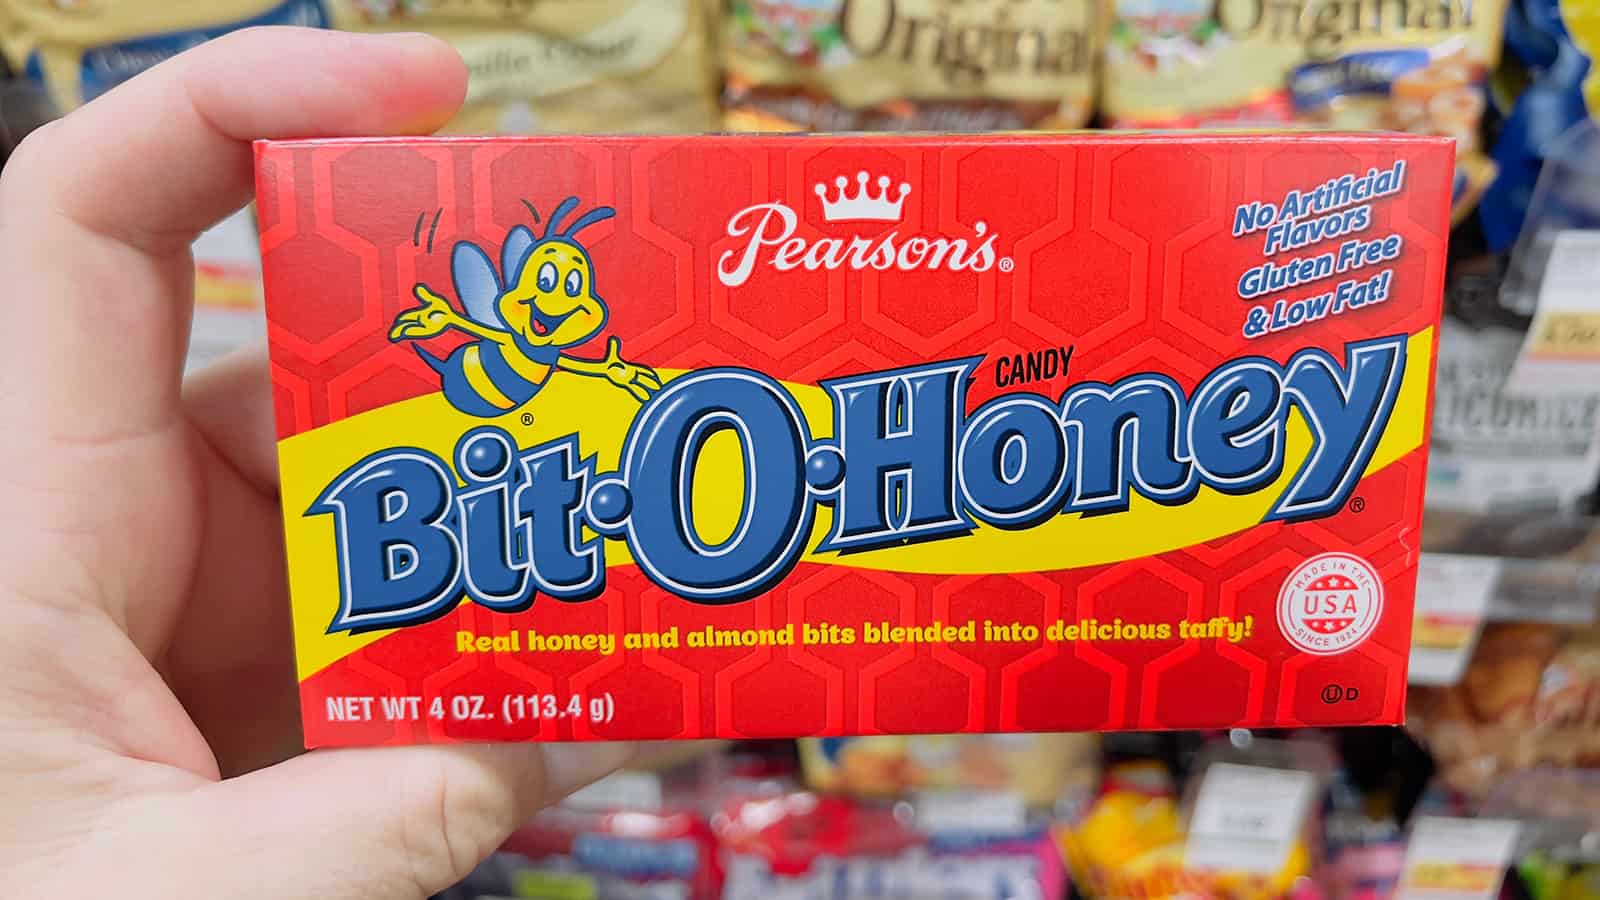 Original
Original
Pearson's®
No Artificial
Flavors
Gluten Free
& Low Fat!
CANDY
Bit·O·Honey®
®
Real honey and almond bits blended into delicious taffy!
MADE IN THE
USA
SINCE 1924
NET WT 4 OZ. (113.4 g)
Ⓤ D